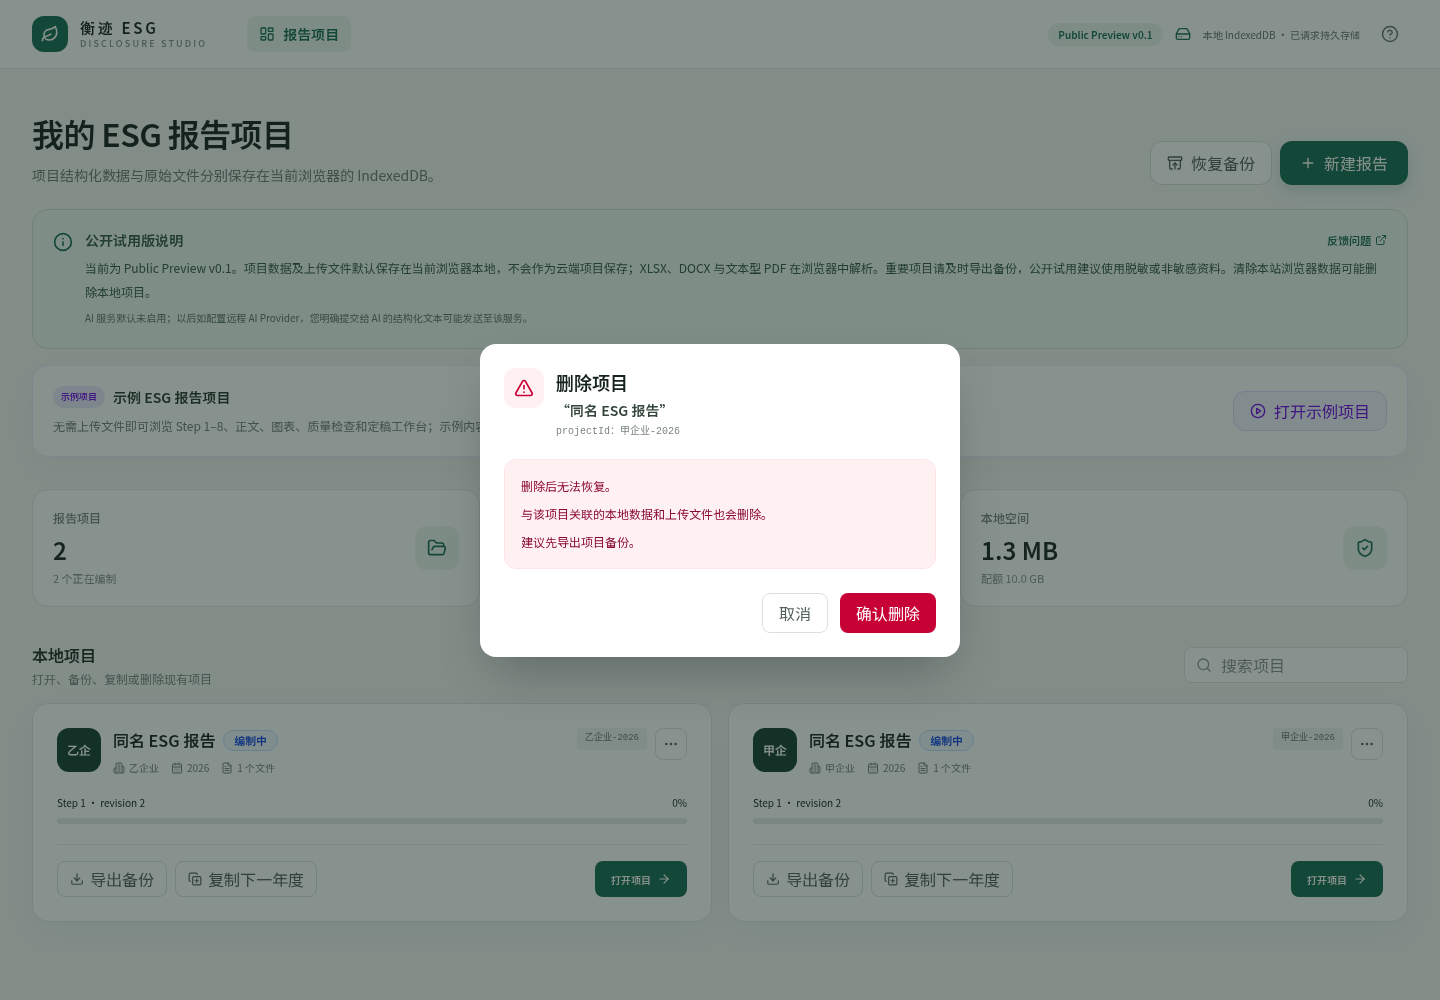 衡迹 ESG
DISCLOSURE STUDIO
报告项目
Public Preview v0.1
本地 IndexedDB · 已请求持久存储
我的 ESG 报告项目
项目结构化数据与原始文件分别保存在当前浏览器的 IndexedDB。
恢复备份
新建报告
公开试用版说明
反馈问题
当前为 Public Preview v0.1。项目数据及上传文件默认保存在当前浏览器本地，不会作为云端项目保存；XLSX、DOCX 与文本型 PDF 在浏览器中解析。重要项目请及时导出备份，公开试用建议使用脱敏或非敏感资料。清除本站浏览器数据可能删
除本地项目。
AI 服务默认未启用；以后如配置远程 AI Provider，您明确提交给 AI 的结构化文本可能发送至该服务。
示例项目
示例 ESG 报告项目
无需上传文件即可浏览 Step 1–8、正文、图表、质量检查和定稿工作台；示例内容
打开示例项目
删除项目
“同名 ESG 报告”
projectId: 甲企业-2026
删除后无法恢复。
与该项目关联的本地数据和上传文件也会删除。
建议先导出项目备份。
取消
确认删除
报告项目
2
2 个正在编制
本地空间
1.3 MB
配额 10.0 GB
本地项目
打开、备份、复制或删除现有项目
搜索项目
乙企
同名 ESG 报告
编制中
乙企业-2026
乙企业
2026
1 个文件
Step 1 · revision 2
0%
导出备份
复制下一年度
打开项目
甲企
同名 ESG 报告
编制中
甲企业-2026
甲企业
2026
1 个文件
Step 1 · revision 2
0%
导出备份
复制下一年度
打开项目